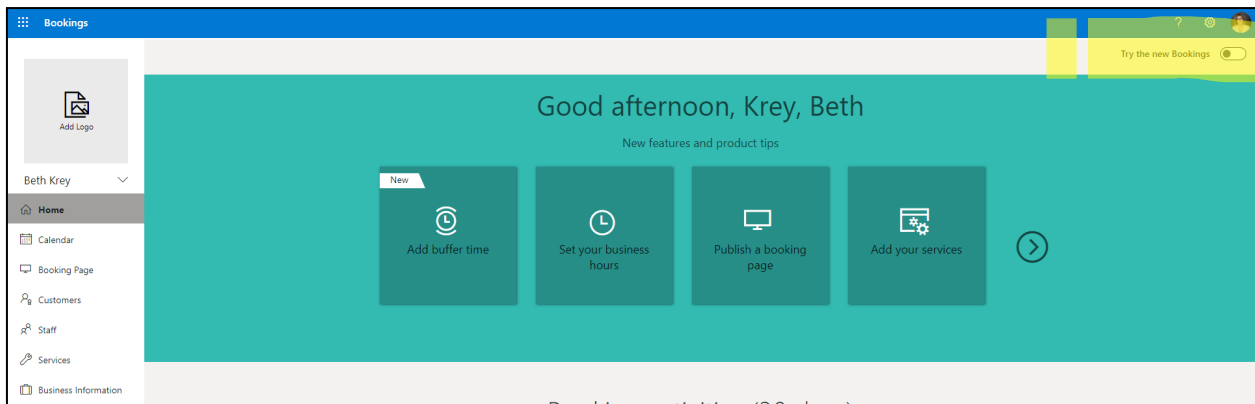 Bookings
?
Try the new Bookings
Add Logo
Beth Krey
Home
Calendar
Booking Page
Customers
Staff
Services
Business Information
Good afternoon, Krey, Beth
New features and product tips
New
Add buffer time
Set your business
hours
Publish a booking
page
Add your services